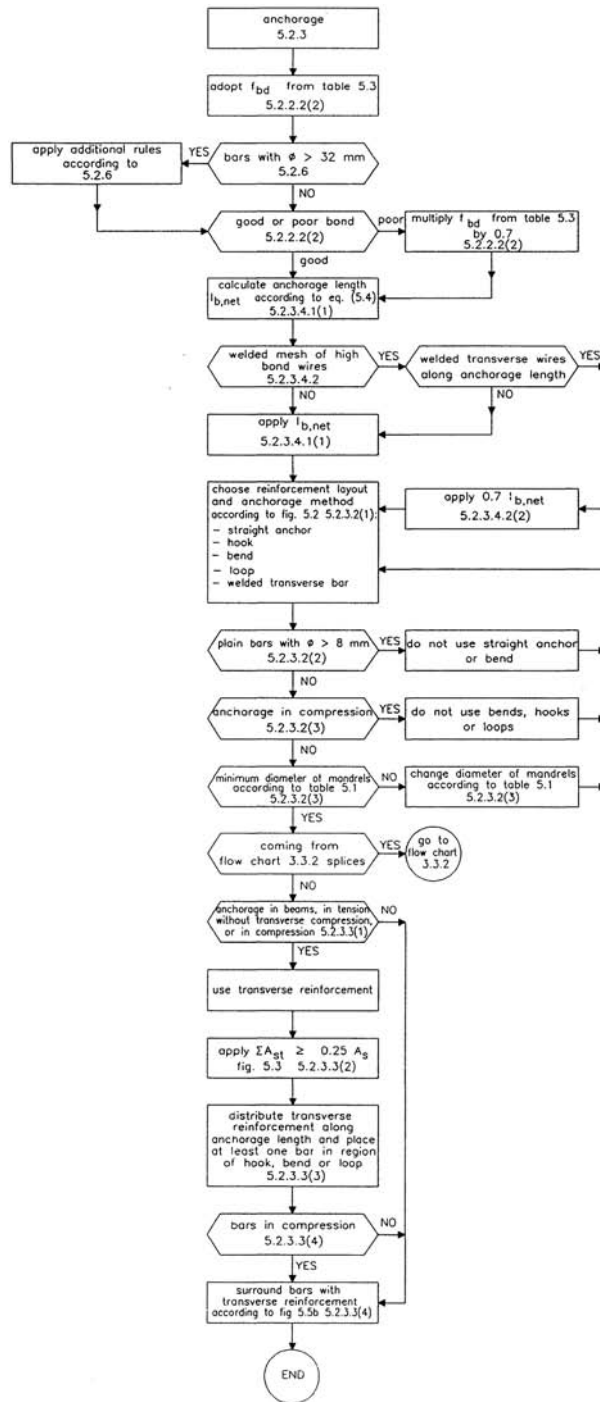 anchorage
5.2.3
adopt fbd from table 5.3
5.2.2.2(2)
bars with ø > 32 mm
5.2.6
YES
apply additional rules
according to
5.2.6
NO
good or poor bond
5.2.2.2(2)
poor
multiply fbd from table 5.3
by 0.7
5.2.2.2(2)
good
calculate anchorage length
lb,net according to eq. (5.4)
5.2.3.4.1(1)
welded mesh of high
bond wires
5.2.3.4.2
YES
welded transverse wires
along anchorage length
YES
NO
NO
apply lb,net
5.2.3.4.1(1)
choose reinforcement layout
and anchorage method
according to fig. 5.2 5.2.3.2(1):
– straight anchor
– hook
– bend
– loop
– welded transverse bar
apply 0.7 lb,net
5.2.3.4.2(2)
plain bars with ø > 8 mm
5.2.3.2(2)
YES
do not use straight anchor
or bend
NO
anchorage in compression
5.2.3.2(3)
YES
do not use bends, hooks
or loops
NO
minimum diameter of mandrels
according to table 5.1
5.2.3.2(3)
NO
change diameter of mandrels
according to table 5.1
5.2.3.2(3)
YES
coming from
flow chart 3.3.2 splices
YES
go to
flow chart
3.3.2
NO
anchorage in beams, in tension
without transverse compression,
or in compression 5.2.3.3(1)
NO
YES
use transverse reinforcement
apply ΣAst ≥ 0.25 As
fig. 5.3 5.2.3.3(2)
distribute transverse
reinforcement along
anchorage length and place
at least one bar in region
of hook, bend or loop
5.2.3.3(3)
bars in compression
5.2.3.3(4)
NO
YES
surround bars with
transverse reinforcement
according to fig 5.5b 5.2.3.3(4)
END